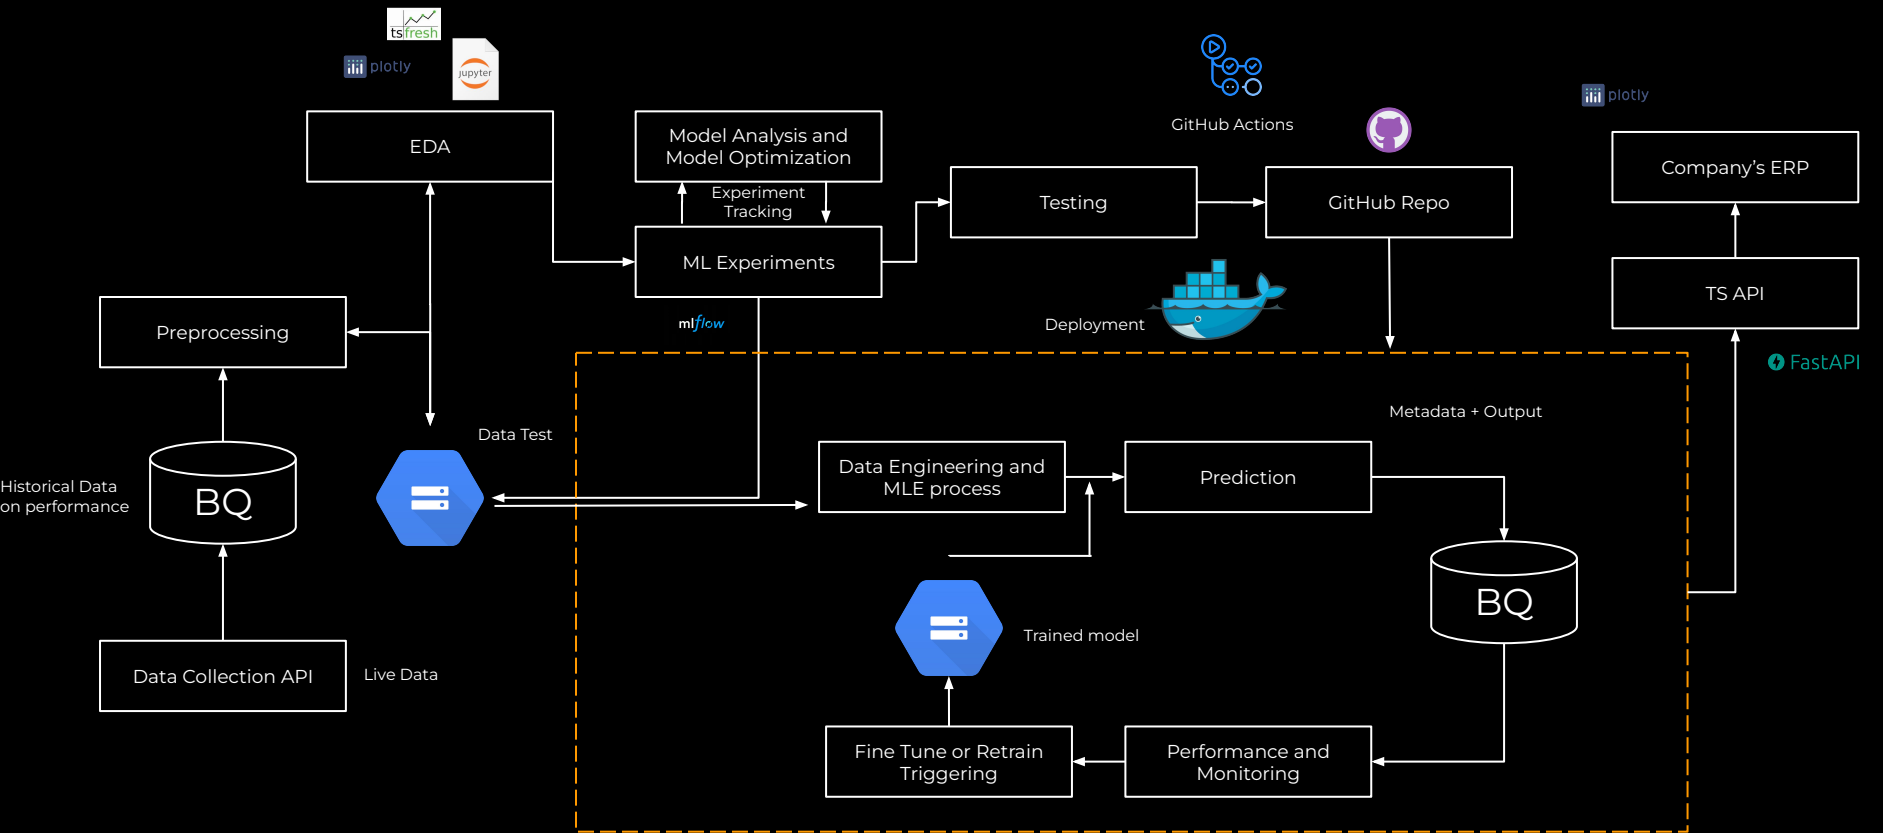 tsfresh
plotly
jupyter
EDA
Model Analysis and
Model Optimization
Experiment
Tracking
ML Experiments
mlflow
GitHub Actions
Testing
GitHub Repo
Deployment
plotly
Company’s ERP
TS API
FastAPI
Preprocessing
Historical Data
on performance
BQ
Data Test
Data Collection API
Live Data
Metadata + Output
Data Engineering and
MLE process
Prediction
BQ
Trained model
Fine Tune or Retrain
Triggering
Performance and
Monitoring